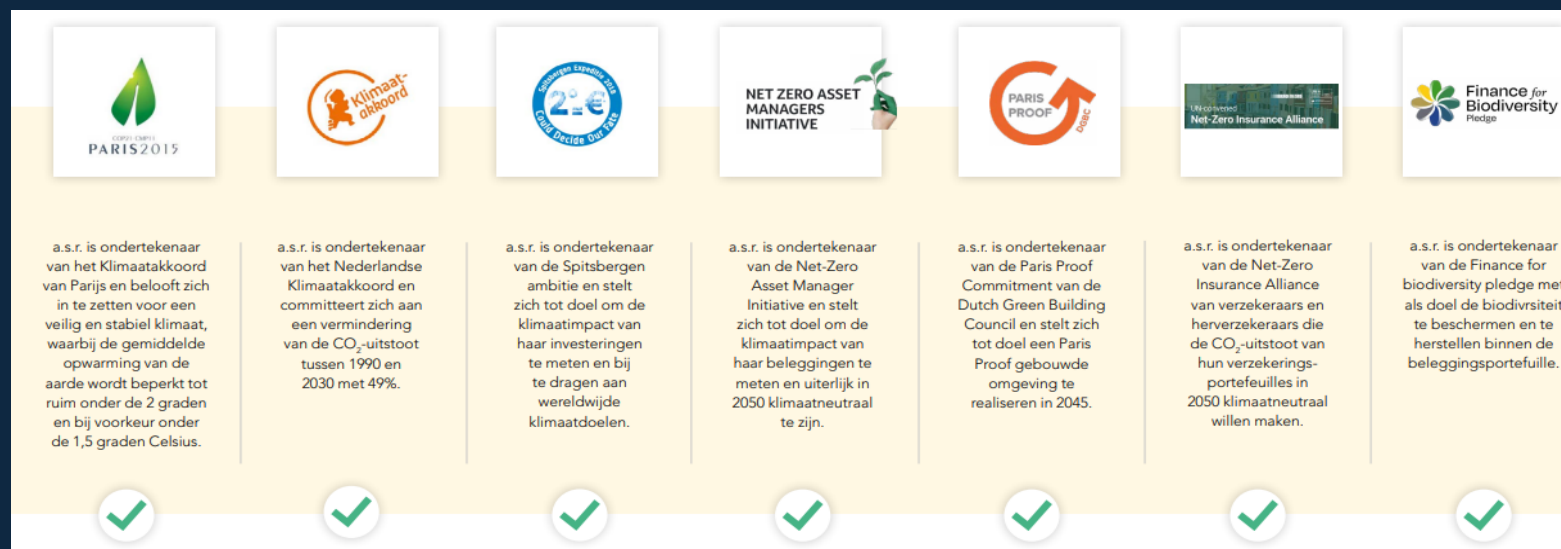 COP21·CMP11
PARIS2015
Klimaat-
akkoord
Spitsbergen Expeditie 2018
2°=€
Could Decide Our Fate
NET ZERO ASSET
MANAGERS
INITIATIVE
PARIS
PROOF
DGBC
UN-convened
Net-Zero Insurance Alliance
Finance for
Biodiversity
Pledge
a.s.r. is ondertekenaar
van het Klimaatakkoord
van Parijs en belooft zich
in te zetten voor een
veilig en stabiel klimaat,
waarbij de gemiddelde
opwarming van de
aarde wordt beperkt tot
ruim onder de 2 graden
en bij voorkeur onder
de 1,5 graden Celsius.
a.s.r. is ondertekenaar
van het Nederlandse
Klimaatakkoord en
committeert zich aan
een vermindering
van de CO₂-uitstoot
tussen 1990 en
2030 met 49%.
a.s.r. is ondertekenaar
van de Spitsbergen
ambitie en stelt
zich tot doel om de
klimaatimpact van
haar investeringen
te meten en bij
te dragen aan
wereldwijde
klimaatdoelen.
a.s.r. is ondertekenaar
van de Net-Zero
Asset Manager
Initiative en stelt
zich tot doel om de
klimaatimpact van
haar beleggingen te
meten en uiterlijk in
2050 klimaatneutraal
te zijn.
a.s.r. is ondertekenaar
van de Paris Proof
Commitment van de
Dutch Green Building
Council en stelt zich
tot doel een Paris
Proof gebouwde
omgeving te
realiseren in 2045.
a.s.r. is ondertekenaar
van de Net-Zero
Insurance Alliance
van verzekeraars en
herverzekeraars die
de CO₂-uitstoot van
hun verzekerings-
portefeuilles in
2050 klimaatneutraal
willen maken.
a.s.r. is ondertekenaar
van de Finance for
biodiversity pledge met
als doel de biodivrsiteit
te beschermen en te
herstellen binnen de
beleggingsportefuille.